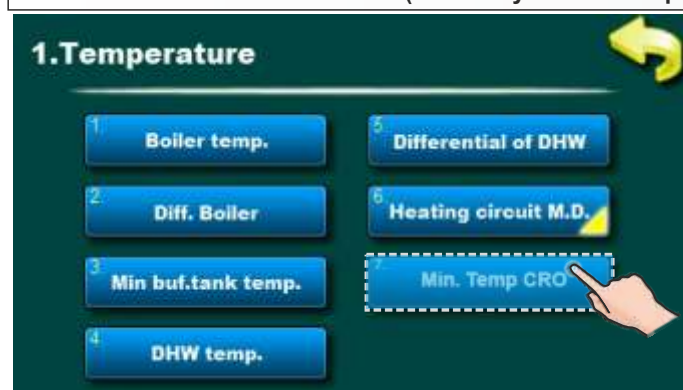 1.Temperature
1
Boiler temp.
2
Diff. Boiler
3
Min buf.tank temp.
4
DHW temp.
5
Differential of DHW
6
Heating circuit M.D.
7
Min. Temp CRO